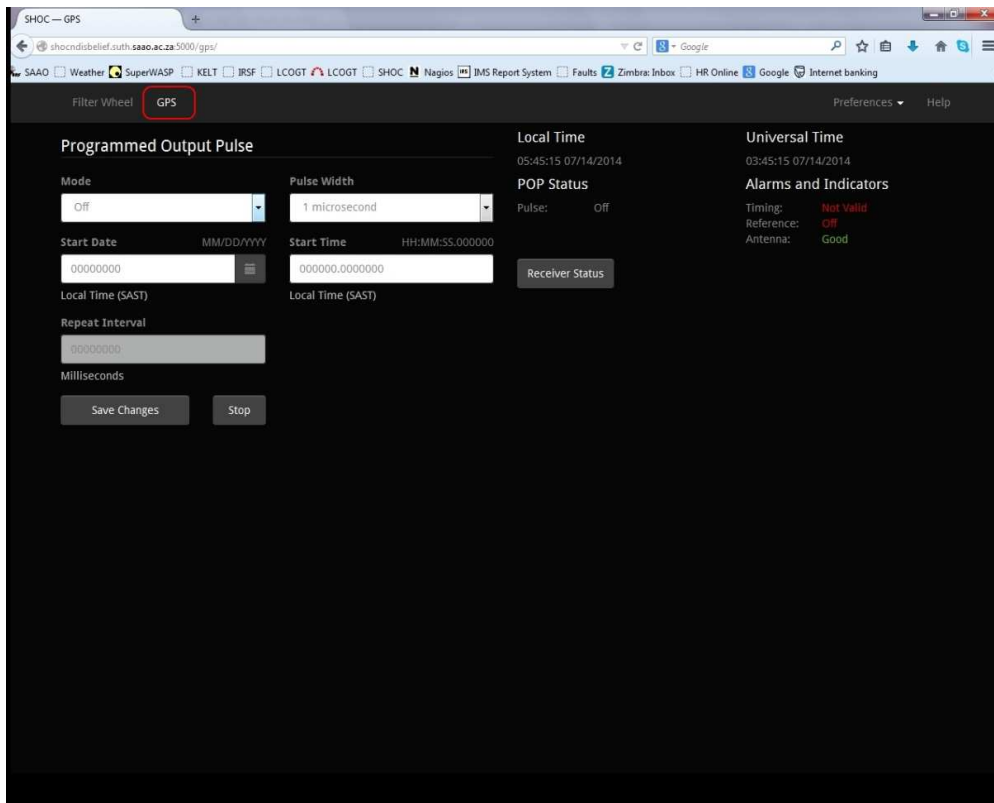 SHOC — GPS
+
shocndisbelief.suth.saao.ac.za:5000/gps/
8 - Google
SAAO Weather SuperWASP KELT IRSF LCOGT LCOGT SHOC N Nagios IMS Report System Faults Z Zimbra: Inbox HR Online 8 Google Internet banking
Filter Wheel GPS Preferences Help
Programmed Output Pulse
Mode Pulse Width
Off 1 microsecond
Start Date MM/DD/YYYY Start Time HH:MM:SS.000000
00000000 000000.0000000
Local Time (SAST) Local Time (SAST)
Repeat Interval
00000000
Milliseconds
Save Changes Stop
Local Time
05:45:15 07/14/2014
POP Status
Pulse: Off
Receiver Status
Universal Time
03:45:15 07/14/2014
Alarms and Indicators
Timing: Not Valid
Reference: Off
Antenna: Good